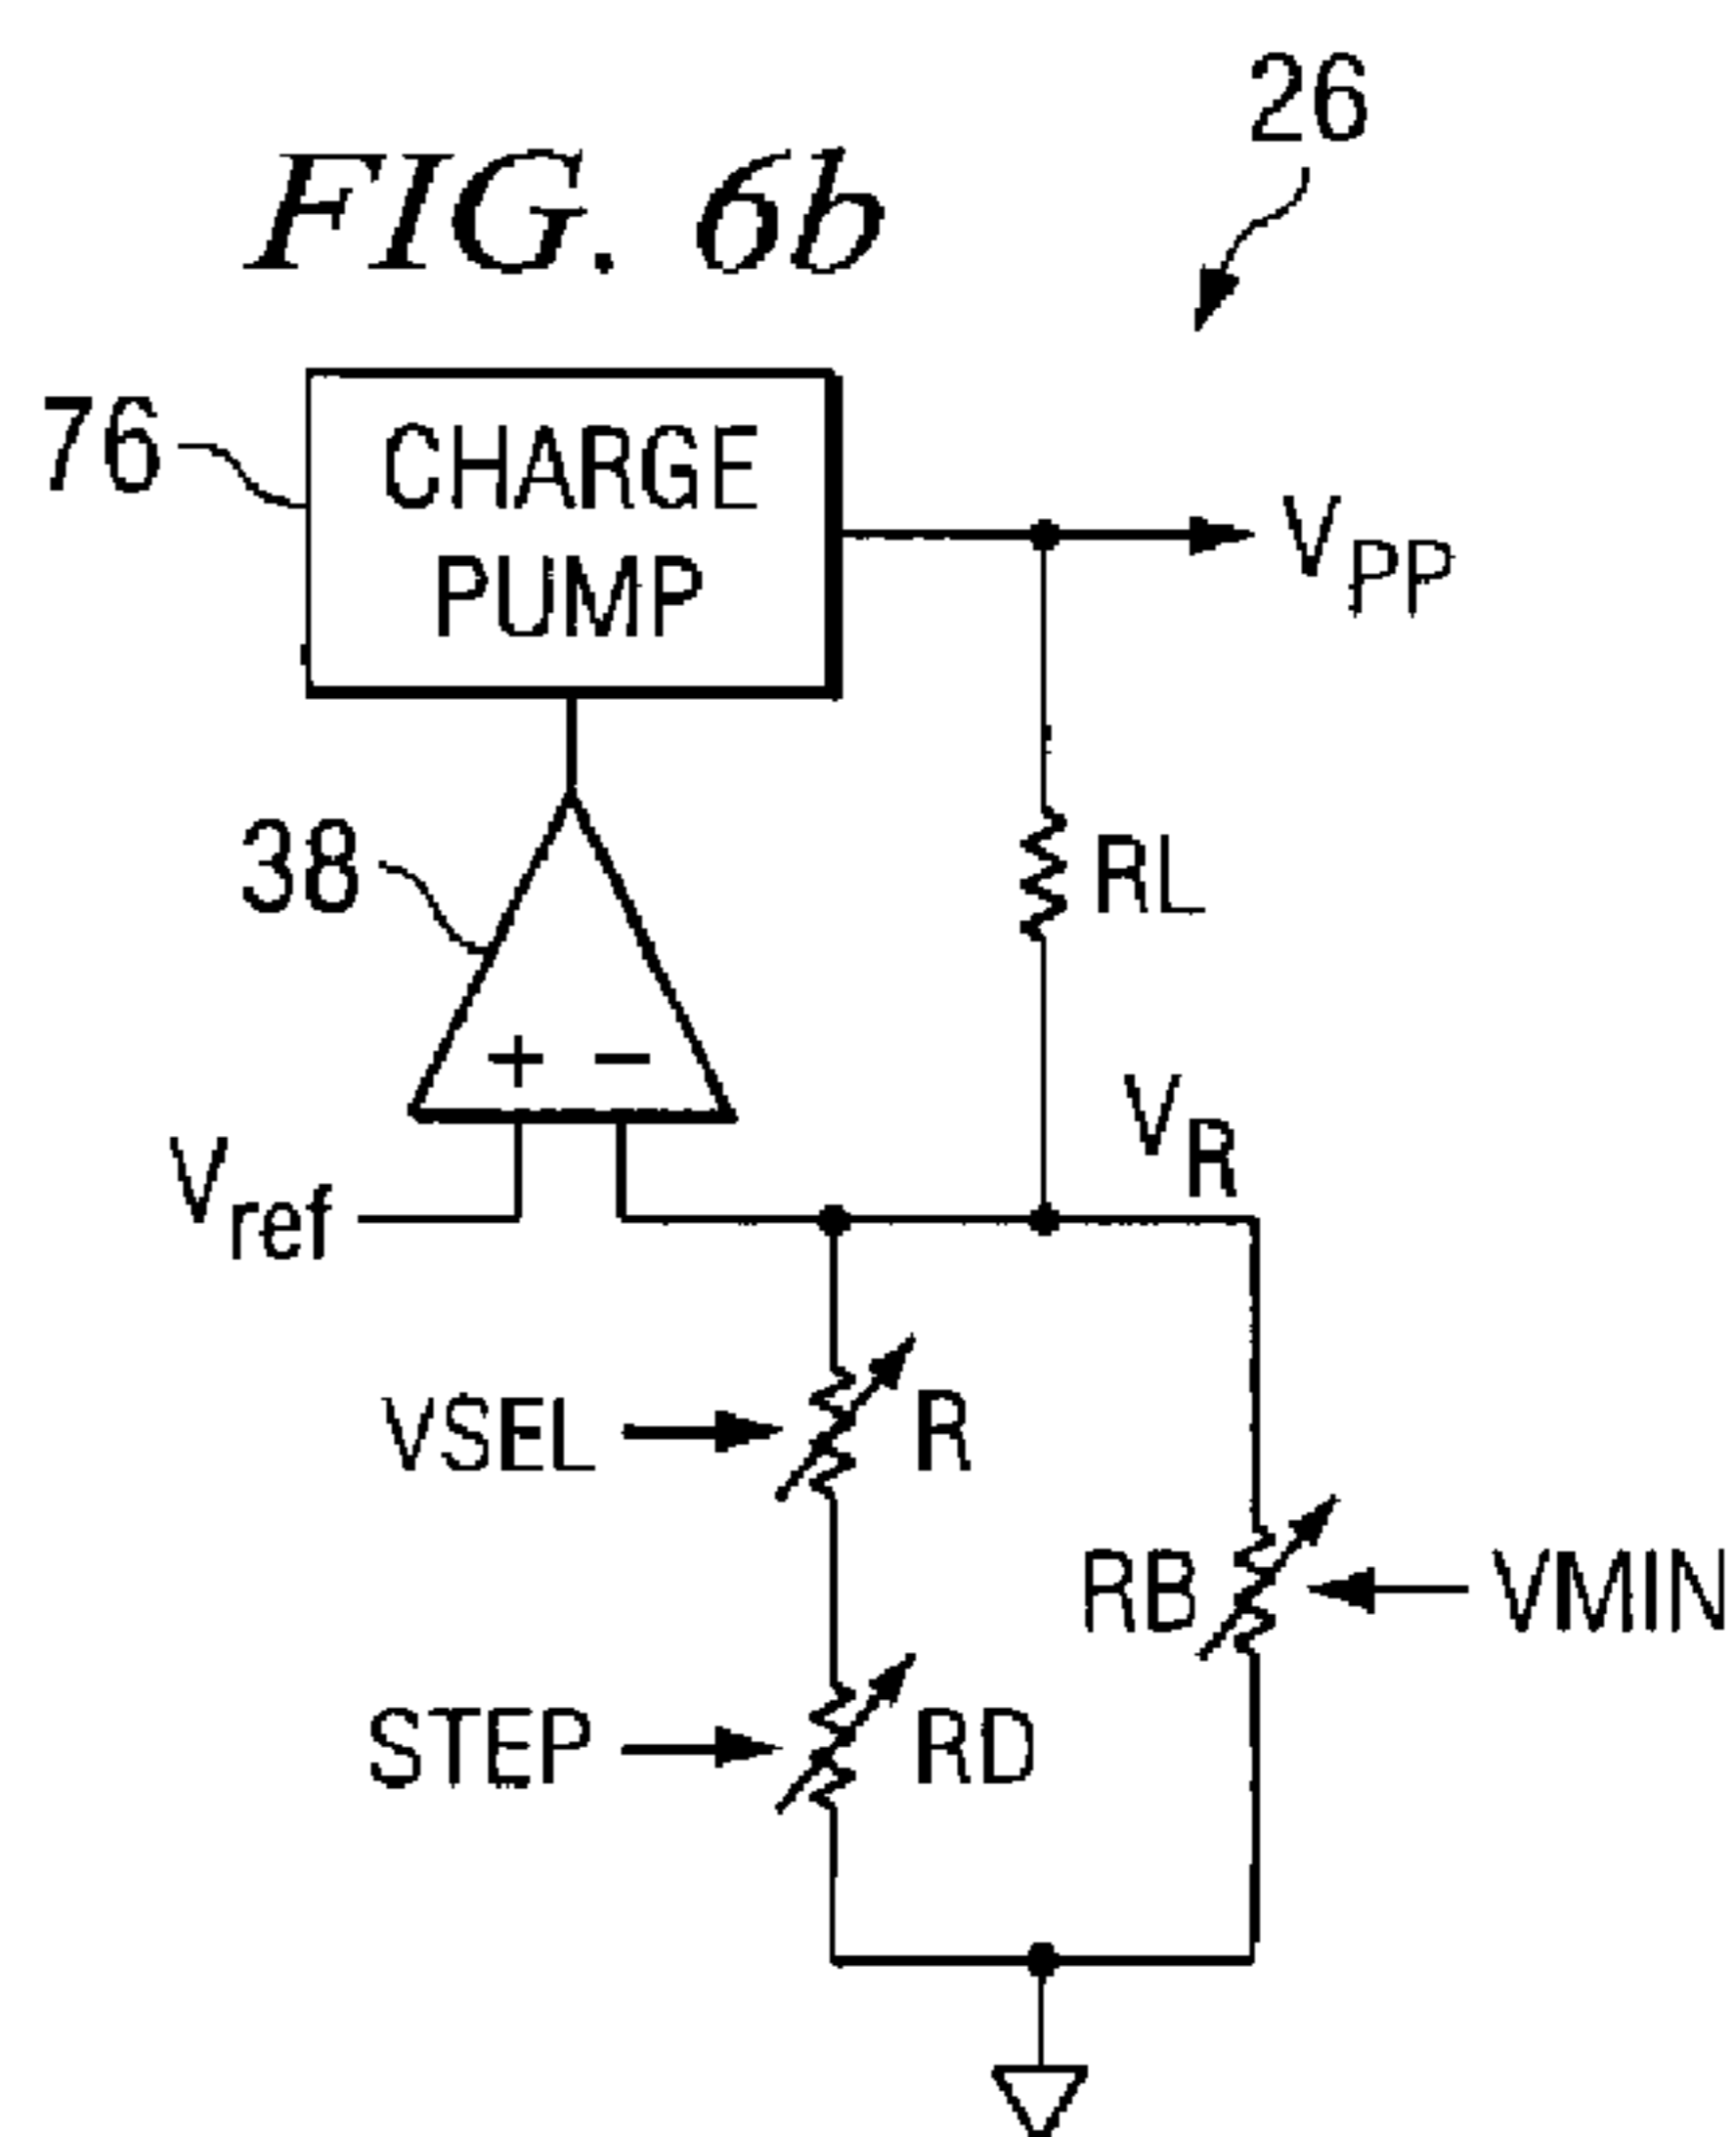 FIG. 6b
26
76
CHARGE
PUMP
VPP
38
RL
+ −
VR
Vref
VSEL
R
RB
VMIN
STEP
RD